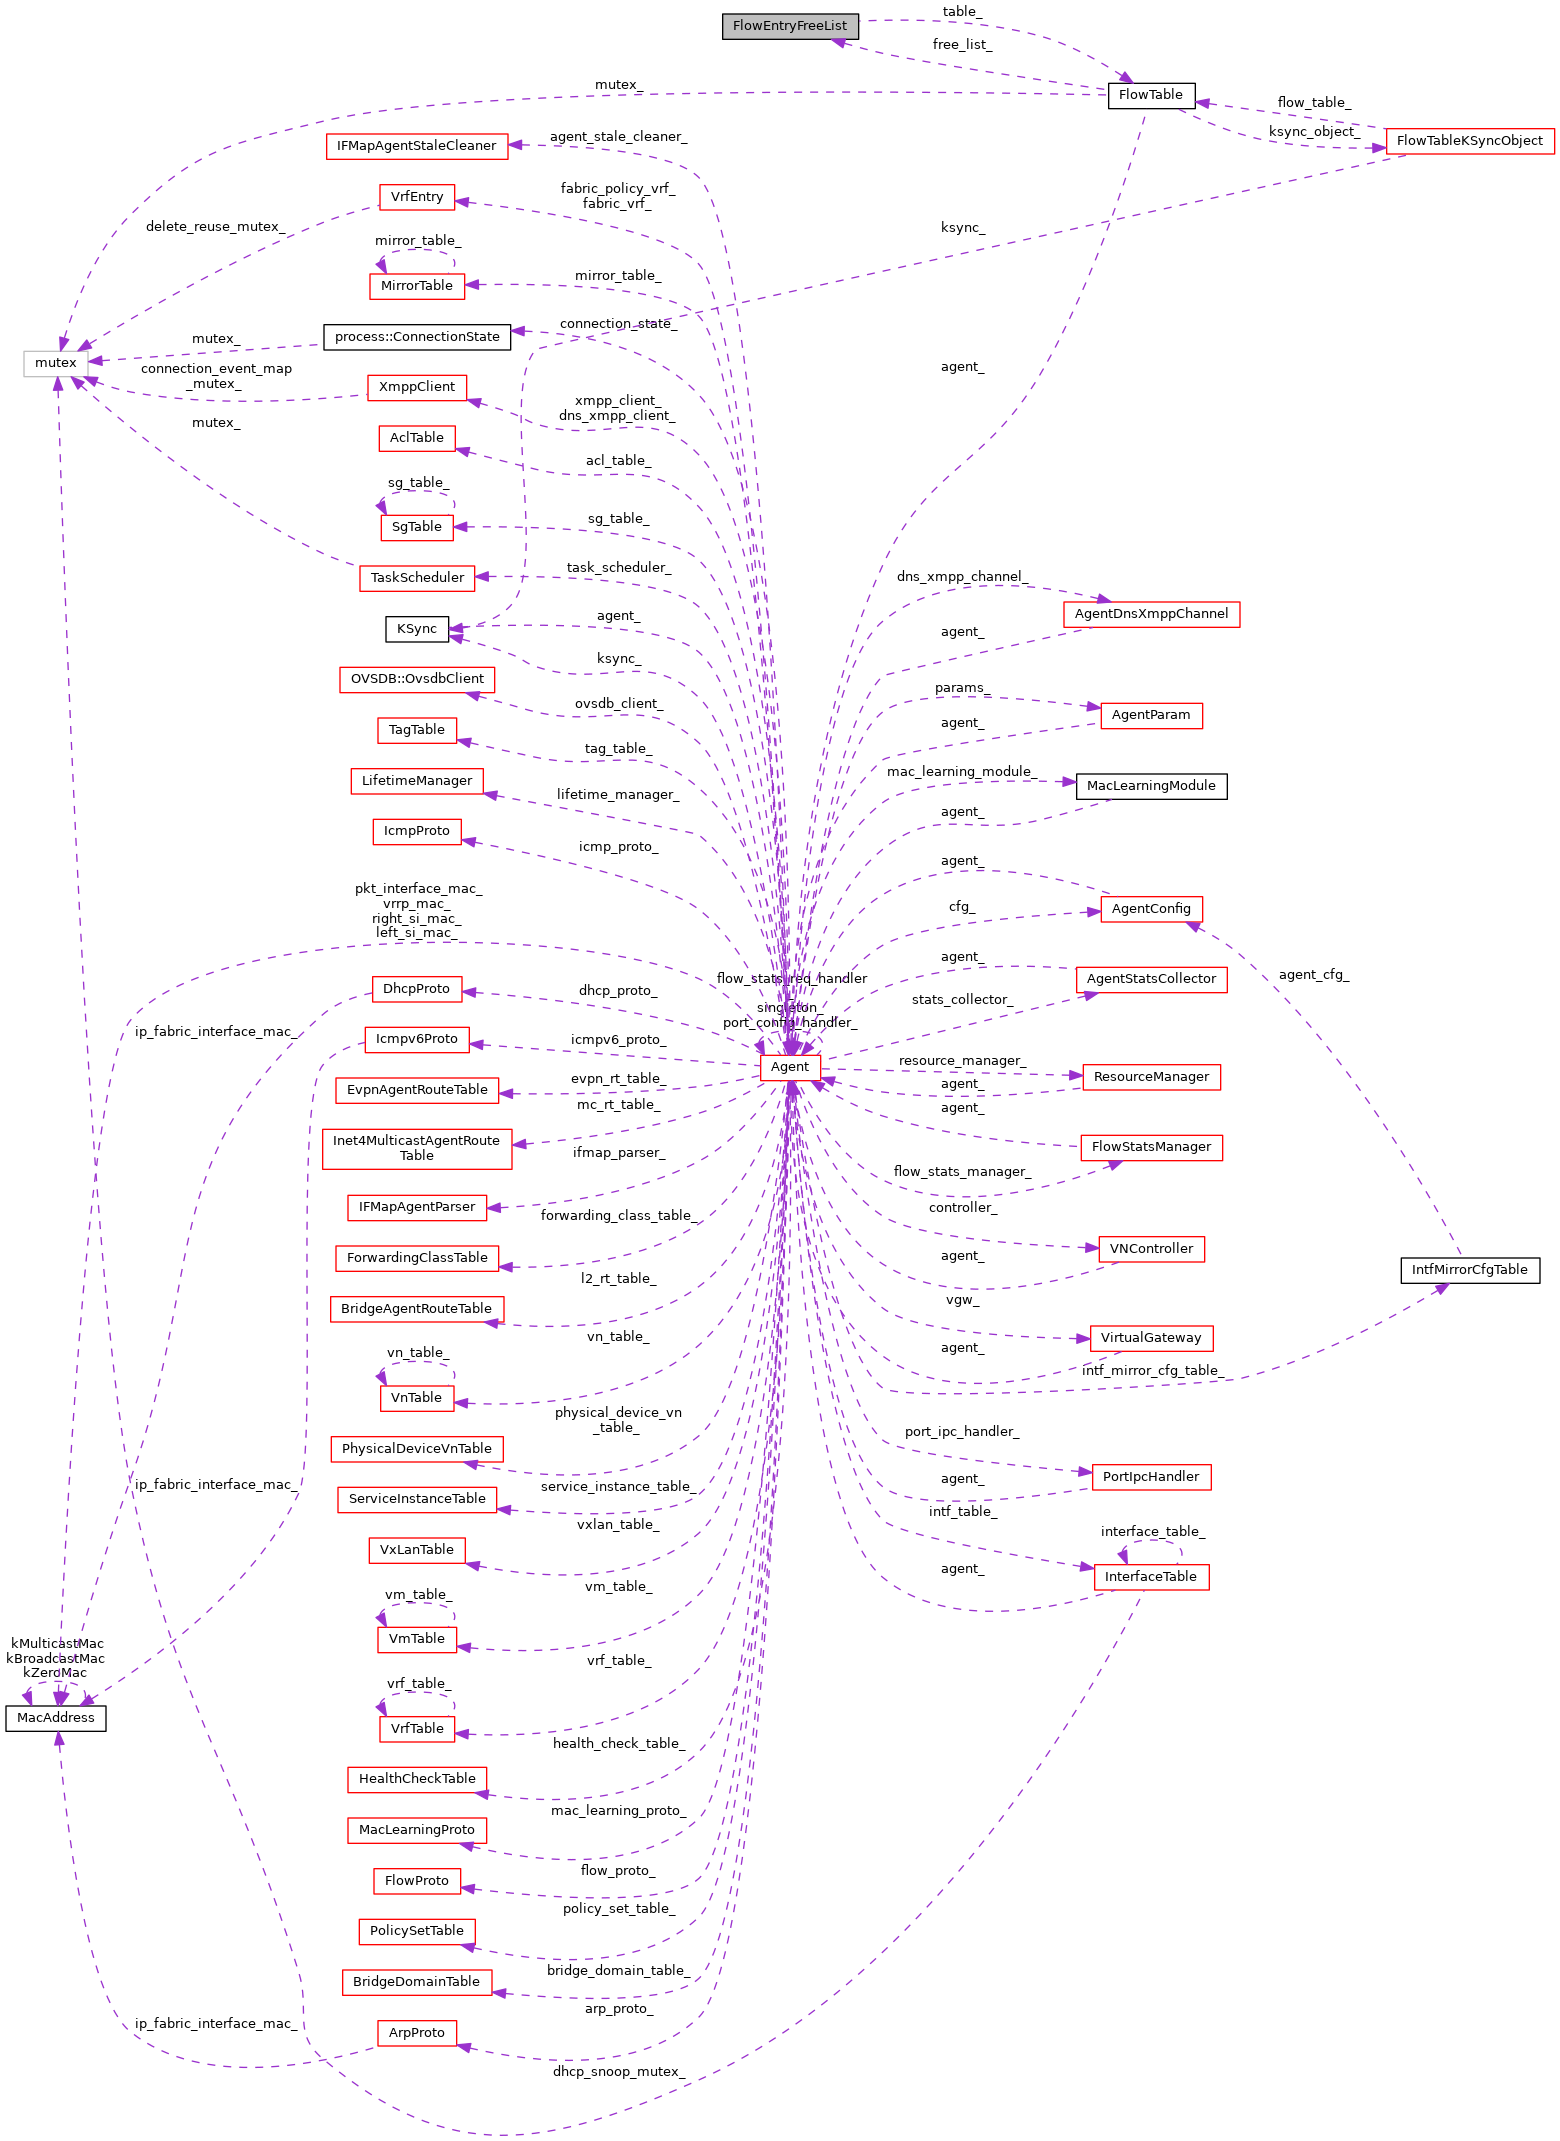 FlowEntryFreeList
table_
free_list_
FlowTable
mutex_
flow_table_
ksync_object_
FlowTableKSyncObject
agent_stale_cleaner_
IFMapAgentStaleCleaner
fabric_policy_vrf_
fabric_vrf_
VrfEntry
delete_reuse_mutex_
ksync_
mirror_table_
MirrorTable
mirror_table_
connection_state_
process::ConnectionState
mutex_
mutex
connection_event_map
_mutex_
XmppClient
agent_
xmpp_client_
dns_xmpp_client_
mutex_
AclTable
acl_table_
sg_table_
SgTable
sg_table_
task_scheduler_
TaskScheduler
dns_xmpp_channel_
AgentDnsXmppChannel
agent_
KSync
agent_
ksync_
OVSDB::OvsdbClient
ovsdb_client_
params_
AgentParam
agent_
TagTable
tag_table_
mac_learning_module_
MacLearningModule
agent_
LifetimeManager
lifetime_manager_
IcmpProto
icmp_proto_
pkt_interface_mac_
vrrp_mac_
right_si_mac_
left_si_mac_
agent_
cfg_
AgentConfig
agent_
AgentStatsCollector
stats_collector_
agent_cfg_
flow_stats_req_handler
_
singleton_
port_config_handler_
DhcpProto
dhcp_proto_
ip_fabric_interface_mac_
Icmpv6Proto
icmpv6_proto_
Agent
resource_manager_
ResourceManager
agent_
EvpnAgentRouteTable
evpn_rt_table_
mc_rt_table_
agent_
Inet4MulticastAgentRoute
Table
FlowStatsManager
flow_stats_manager_
ifmap_parser_
IFMapAgentParser
controller_
forwarding_class_table_
ForwardingClassTable
VNController
agent_
IntfMirrorCfgTable
l2_rt_table_
BridgeAgentRouteTable
vgw_
VirtualGateway
agent_
vn_table_
vn_table_
VnTable
intf_mirror_cfg_table_
physical_device_vn
_table_
PhysicalDeviceVnTable
port_ipc_handler_
PortIpcHandler
agent_
ip_fabric_interface_mac_
service_instance_table_
ServiceInstanceTable
intf_table_
vxlan_table_
VxLanTable
interface_table_
InterfaceTable
agent_
vm_table_
vm_table_
VmTable
kMulticastMac
kBroadcastMac
kZeroMac
MacAddress
vrf_table_
vrf_table_
VrfTable
health_check_table_
HealthCheckTable
mac_learning_proto_
MacLearningProto
flow_proto_
FlowProto
policy_set_table_
PolicySetTable
bridge_domain_table_
BridgeDomainTable
arp_proto_
ArpProto
ip_fabric_interface_mac_
dhcp_snoop_mutex_